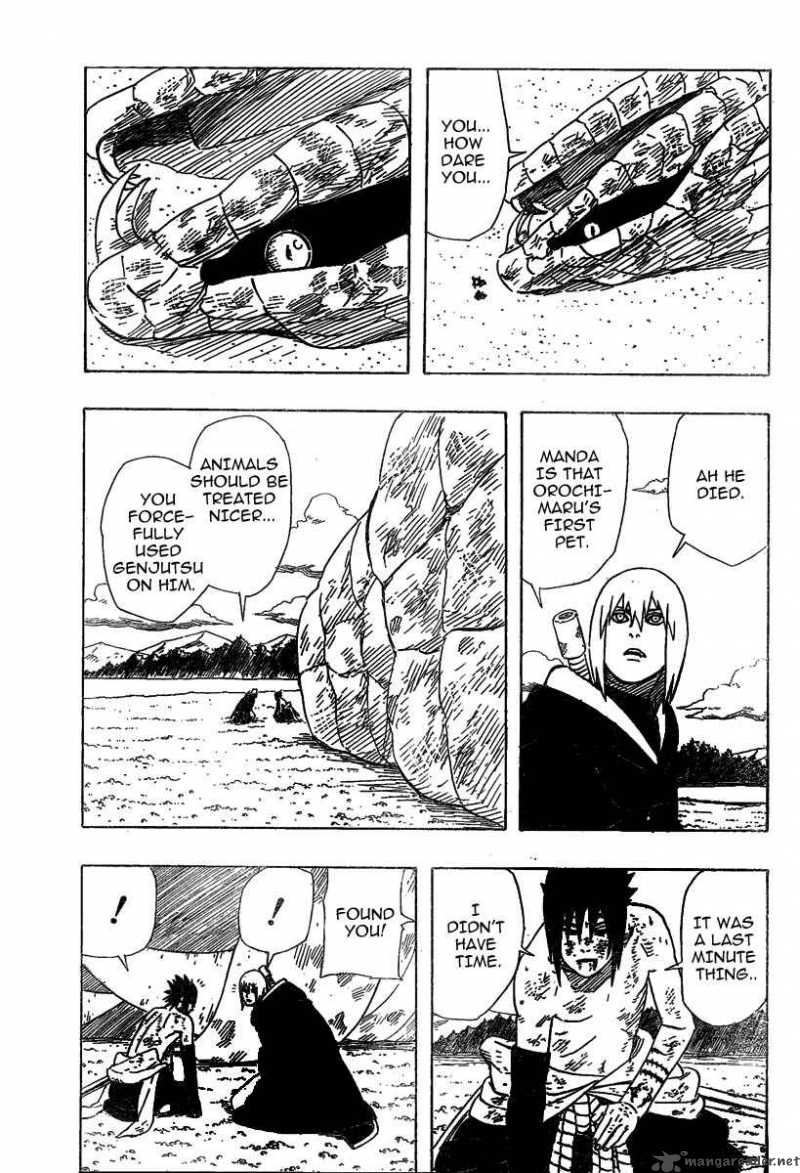 YOU...
HOW
DARE
YOU...
AH HE
DIED.
MANDA
IS THAT
OROCHI-
MARU'S
FIRST
PET.
ANIMALS
SHOULD BE
TREATED
NICER...
YOU
FORCE-
FULLY
USED
GENJUTSU
ON HIM.
IT WAS
A LAST
MINUTE
THING..
I
DIDN'T
HAVE
TIME.
FOUND
YOU!
!
!
mangareader.net